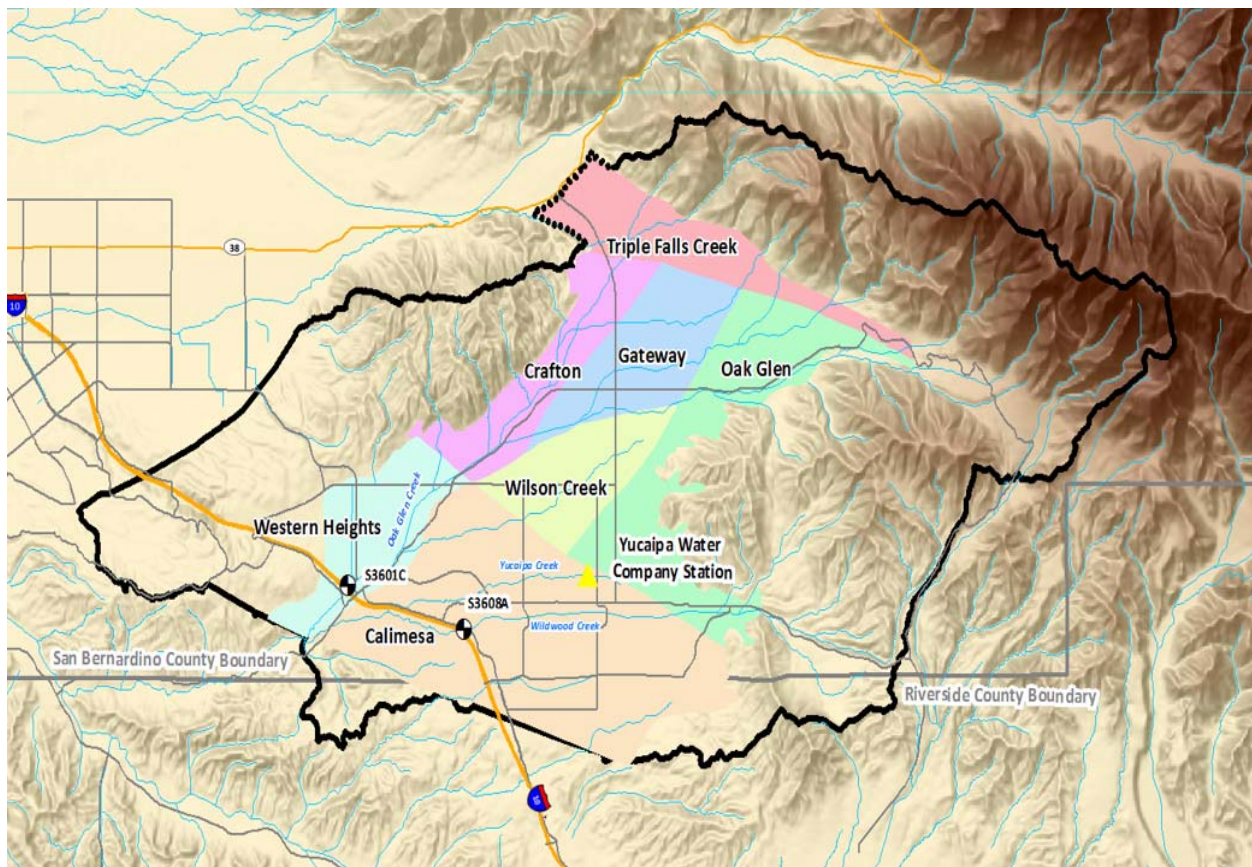 Triple Falls Creek
38
10
Gateway
Crafton
Oak Glen
Wilson Creek
Oak Glen Creek
Western Heights
Yucaipa Water
Company Station
Yucaipa Creek
S3601C
S3608A
Wildwood Creek
Calimesa
San Bernardino County Boundary
Riverside County Boundary
10